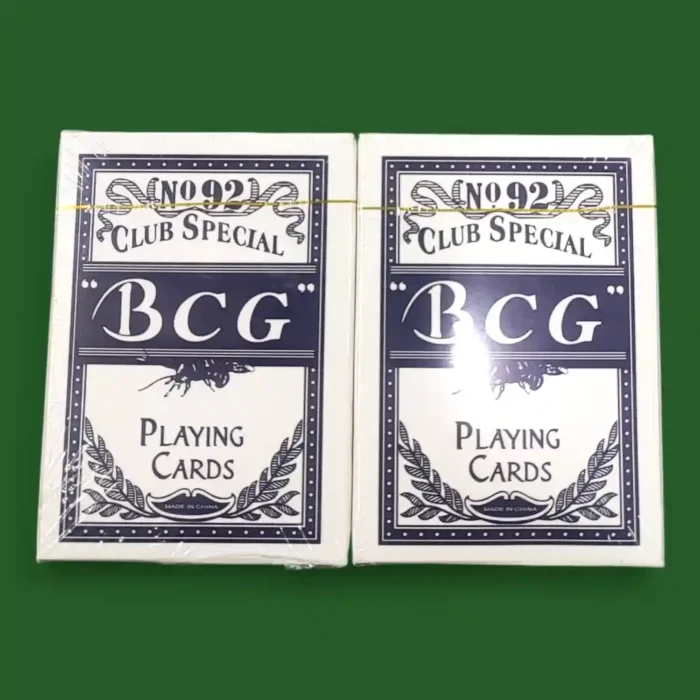 No 92
CLUB SPECIAL
"BCG"
PLAYING
CARDS
MADE IN CHINA
No 92
CLUB SPECIAL
"BCG"
PLAYING
CARDS
MADE IN CHINA